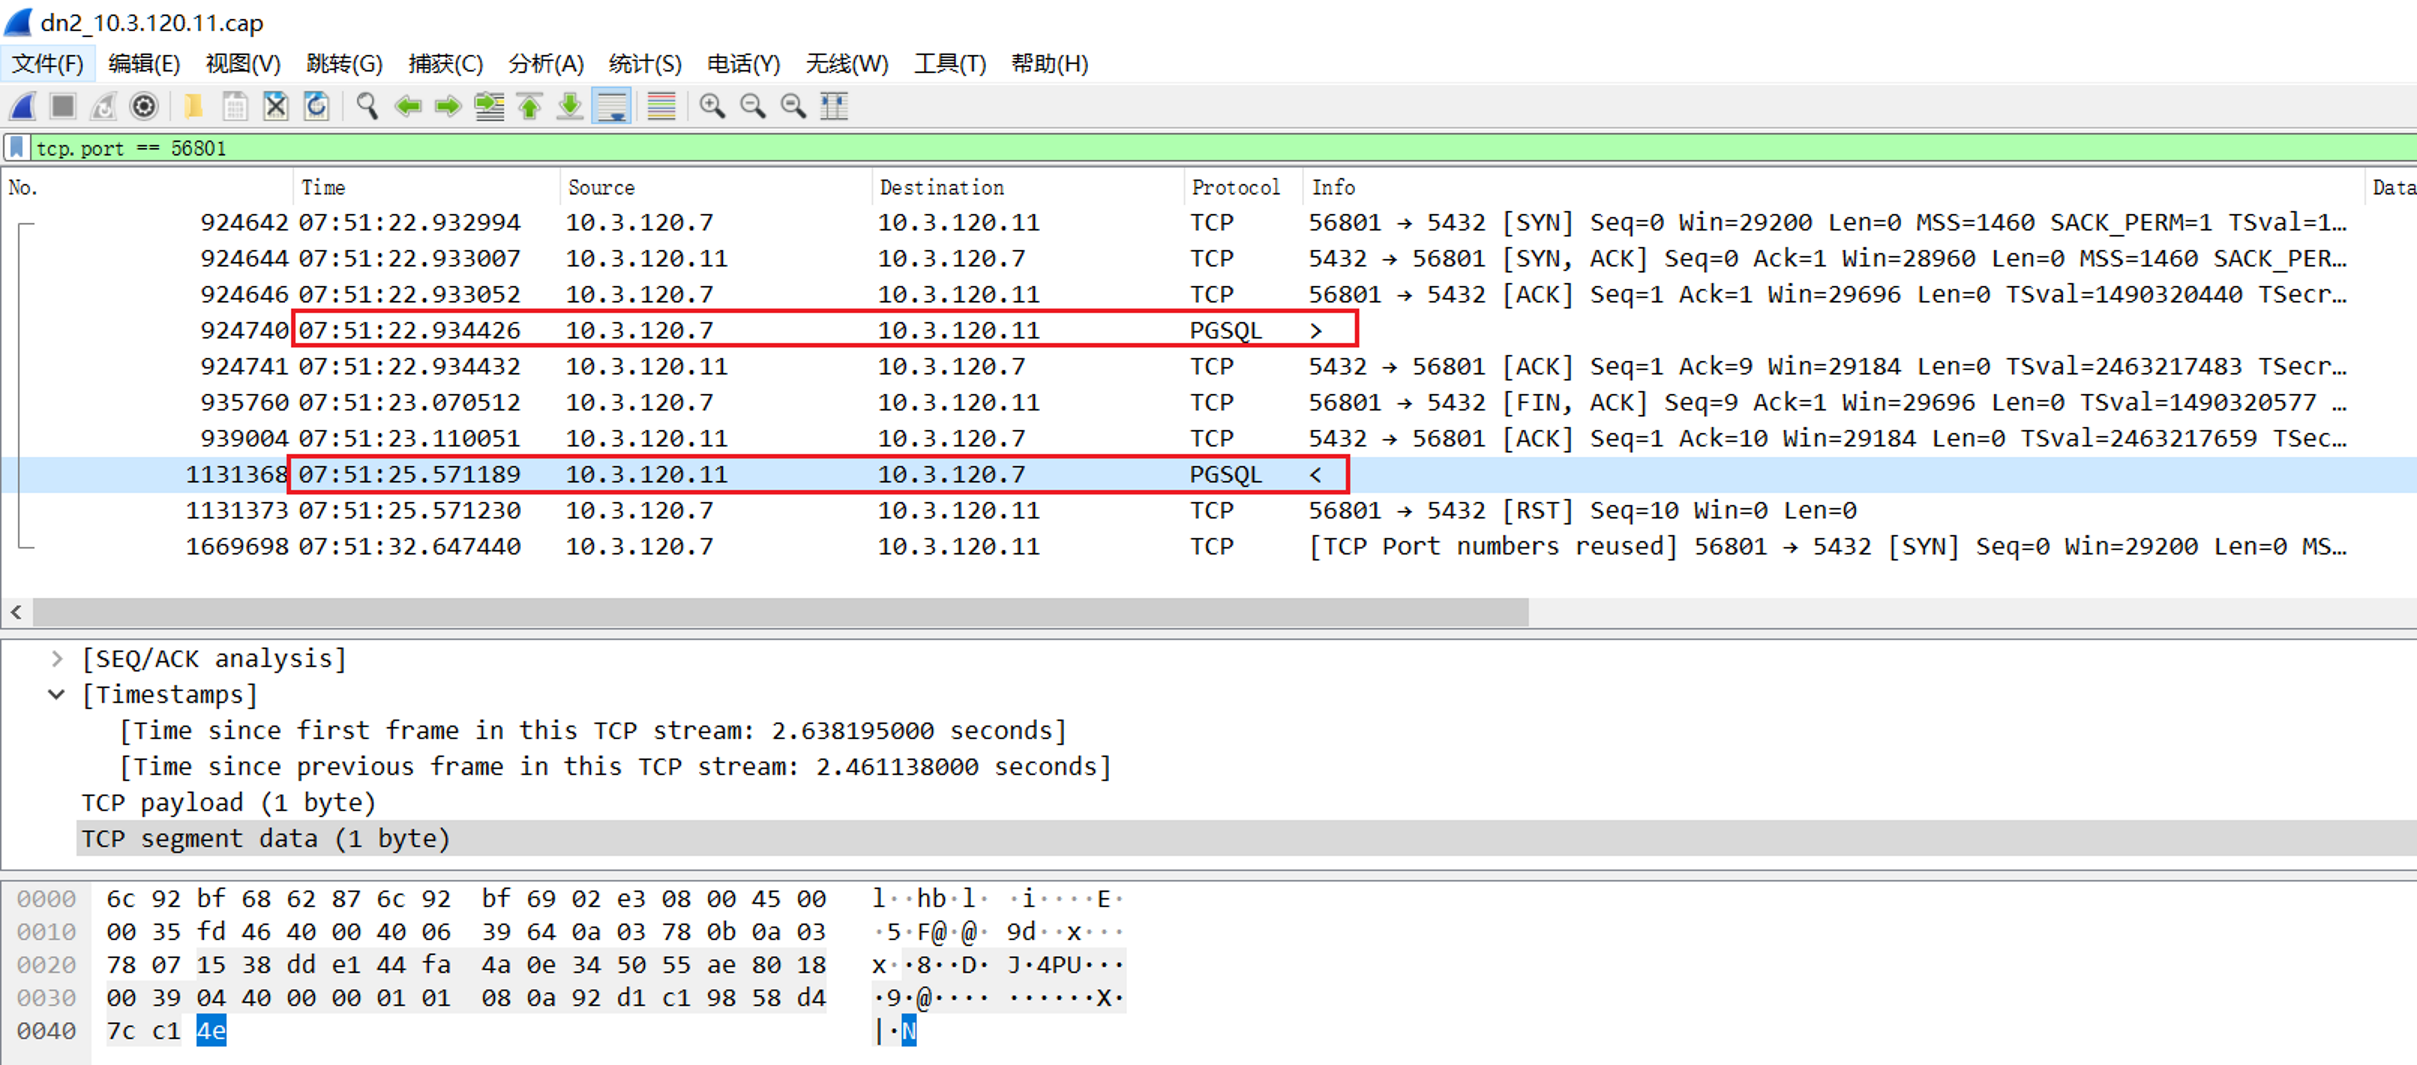 dn2_10.3.120.11.cap
文件(F) 编辑(E) 视图(V) 跳转(G) 捕获(C) 分析(A) 统计(S) 电话(Y) 无线(W) 工具(T) 帮助(H)
tcp.port == 56801
No. Time Source Destination Protocol Info Data
924642 07:51:22.932994 10.3.120.7 10.3.120.11 TCP 56801 → 5432 [SYN] Seq=0 Win=29200 Len=0 MSS=1460 SACK_PERM=1 TSval=1…
924644 07:51:22.933007 10.3.120.11 10.3.120.7 TCP 5432 → 56801 [SYN, ACK] Seq=0 Ack=1 Win=28960 Len=0 MSS=1460 SACK_PER…
924646 07:51:22.933052 10.3.120.7 10.3.120.11 TCP 56801 → 5432 [ACK] Seq=1 Ack=1 Win=29696 Len=0 TSval=1490320440 TSecr…
924740 07:51:22.934426 10.3.120.7 10.3.120.11 PGSQL >
924741 07:51:22.934432 10.3.120.11 10.3.120.7 TCP 5432 → 56801 [ACK] Seq=1 Ack=9 Win=29184 Len=0 TSval=2463217483 TSecr…
935760 07:51:23.070512 10.3.120.7 10.3.120.11 TCP 56801 → 5432 [FIN, ACK] Seq=9 Ack=1 Win=29696 Len=0 TSval=1490320577 …
939004 07:51:23.110051 10.3.120.11 10.3.120.7 TCP 5432 → 56801 [ACK] Seq=1 Ack=10 Win=29184 Len=0 TSval=2463217659 TSec…
1131368 07:51:25.571189 10.3.120.11 10.3.120.7 PGSQL <
1131373 07:51:25.571230 10.3.120.7 10.3.120.11 TCP 56801 → 5432 [RST] Seq=10 Win=0 Len=0
1669698 07:51:32.647440 10.3.120.7 10.3.120.11 TCP [TCP Port numbers reused] 56801 → 5432 [SYN] Seq=0 Win=29200 Len=0 MS…
[SEQ/ACK analysis]
[Timestamps]
[Time since first frame in this TCP stream: 2.638195000 seconds]
[Time since previous frame in this TCP stream: 2.461138000 seconds]
TCP payload (1 byte)
TCP segment data (1 byte)
0000 6c 92 bf 68 62 87 6c 92 bf 69 02 e3 08 00 45 00 l··hb·l· ·i····E·
0010 00 35 fd 46 40 00 40 06 39 64 0a 03 78 0b 0a 03 ·5·F@·@· 9d··x···
0020 78 07 15 38 dd e1 44 fa 4a 0e 34 50 55 ae 80 18 x··8··D· J·4PU···
0030 00 39 04 40 00 00 01 01 08 0a 92 d1 c1 98 58 d4 ·9·@···· ······X·
0040 7c c1 4e |·N